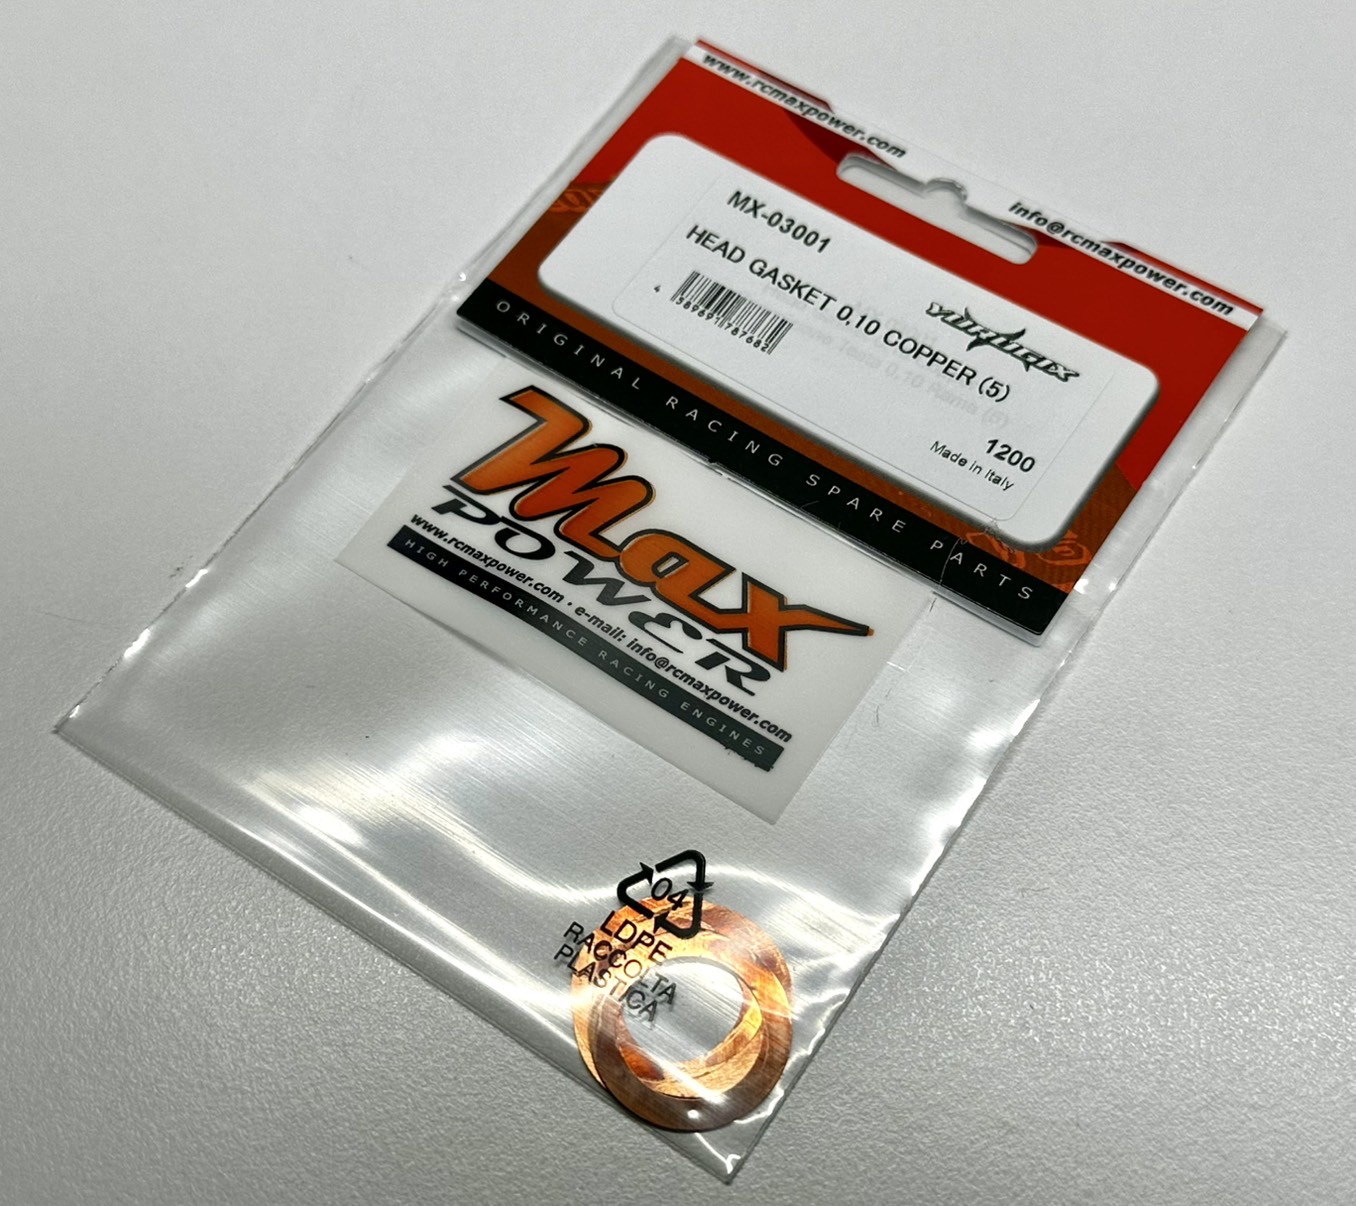 www.rcmaxpower.com
info@rcmaxpower.com
MX-03001
HEAD GASKET 0,10 COPPER (5)
1200
Made in Italy
ORIGINAL RACING SPARE PARTS
max
POWER
www.rcmaxpower.com · e-mail: info@rcmaxpower.com
HIGH PERFORMANCE RACING ENGINES
04
LDPE
RACCOLTA
PLASTICA